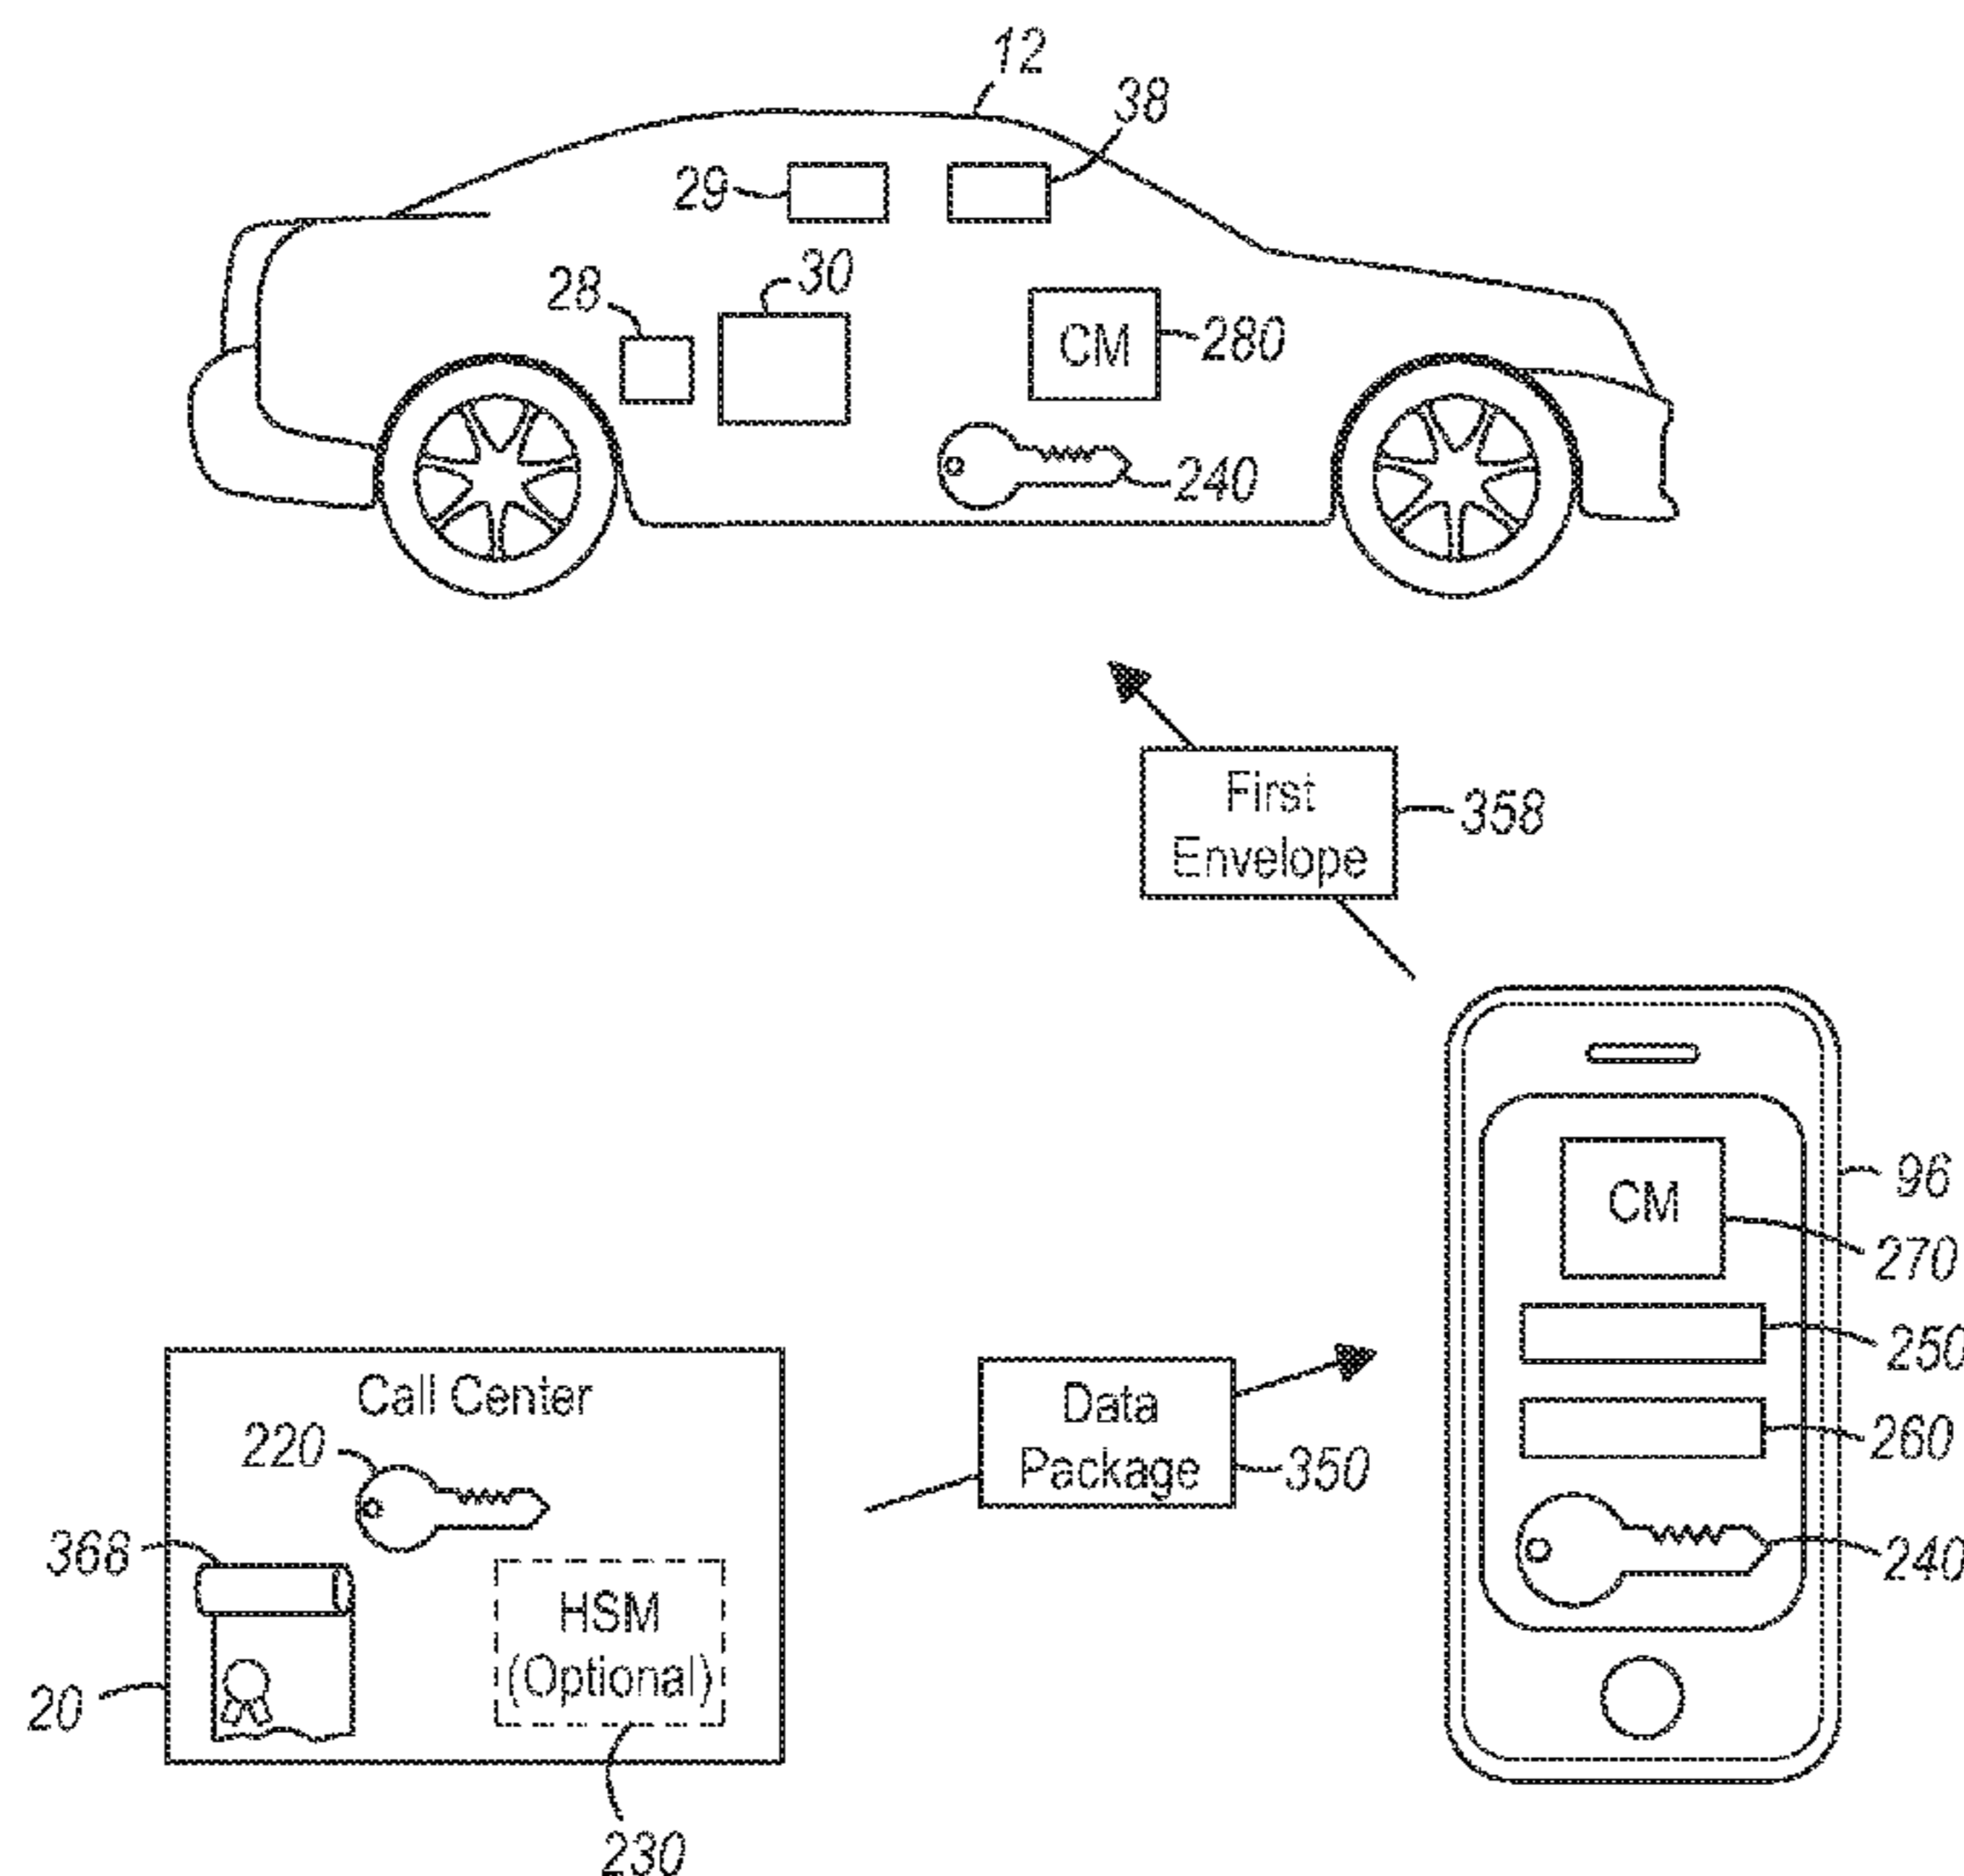 12
38
29
30
28
CM
280
240
First
Envelope
358
96
CM
270
250
Call Center
Data
Package
350
260
220
240
368
HSM
(Optional)
20
230